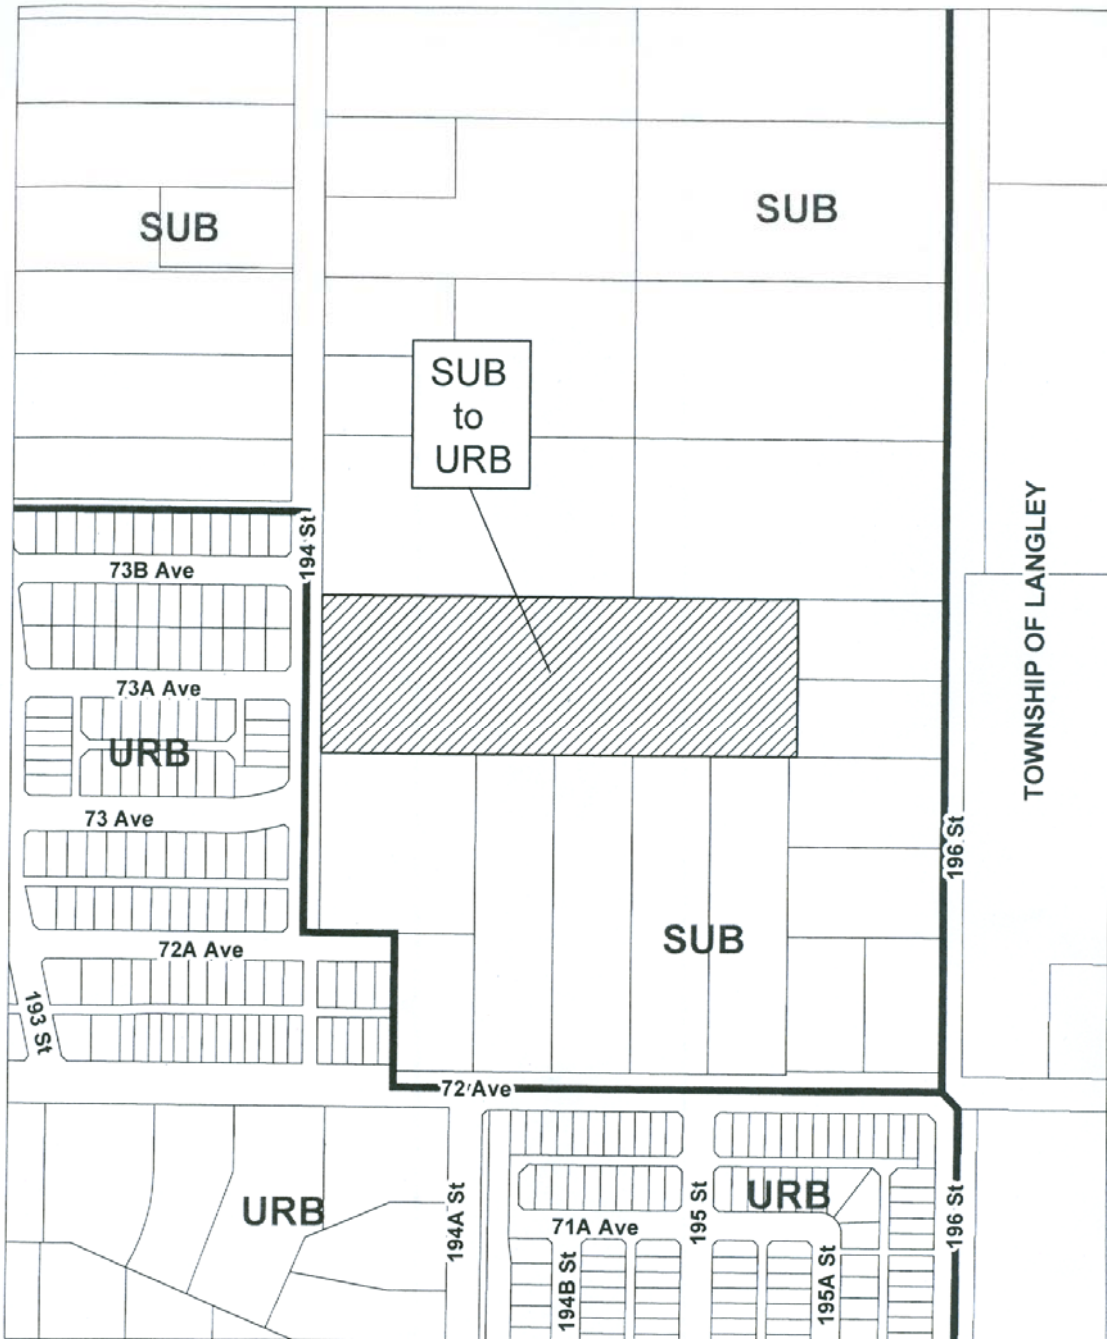 SUB
SUB
SUB
to
URB
194 St
73B Ave
TOWNSHIP OF LANGLEY
73A Ave
URB
73 Ave
196 St
SUB
72A Ave
193 St
72 Ave
URB
194A St
URB
195 St
71A Ave
196 St
194B St
195A St